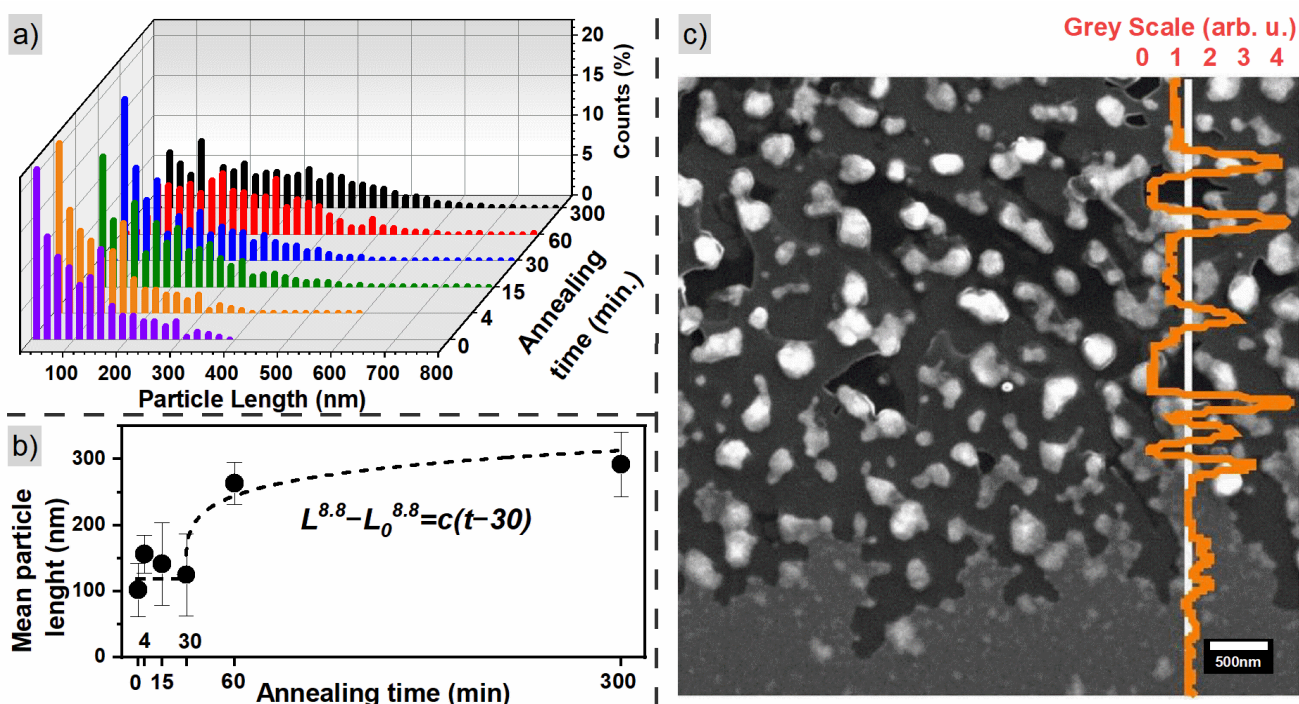 a)
20
15
10
5
0
Counts (%)
300
60
30
15
4
0
Annealing
time (min.)
100 200 300 400 500 600 700 800
Particle Length (nm)
b)
300
200
100
0
Mean particle
lenght (nm)
L^8.8−L_0^8.8=c(t−30)
4 30
0 15 60 300
Annealing time (min)
c)
Grey Scale (arb. u.)
0 1 2 3 4
500nm